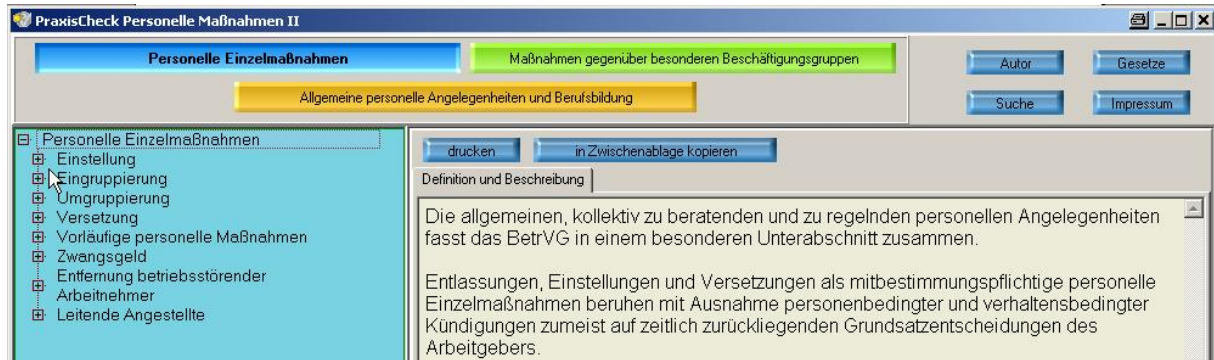 PraxisCheck Personelle Maßnahmen II
Personelle Einzelmaßnahmen
Maßnahmen gegenüber besonderen Beschäftigungsgruppen
Allgemeine personelle Angelegenheiten und Berufsbildung
Autor
Gesetze
Suche
Impressum
Personelle Einzelmaßnahmen
Einstellung
Eingruppierung
Umgruppierung
Versetzung
Vorläufige personelle Maßnahmen
Zwangsgeld
Entfernung betriebsstörender
Arbeitnehmer
Leitende Angestellte
drucken
in Zwischenablage kopieren
Definition und Beschreibung
Die allgemeinen, kollektiv zu beratenden und zu regelnden personellen Angelegenheiten
fasst das BetrVG in einem besonderen Unterabschnitt zusammen.
Entlassungen, Einstellungen und Versetzungen als mitbestimmungspflichtige personelle
Einzelmaßnahmen beruhen mit Ausnahme personenbedingter und verhaltensbedingter
Kündigungen zumeist auf zeitlich zurückliegenden Grundsatzentscheidungen des
Arbeitgebers.